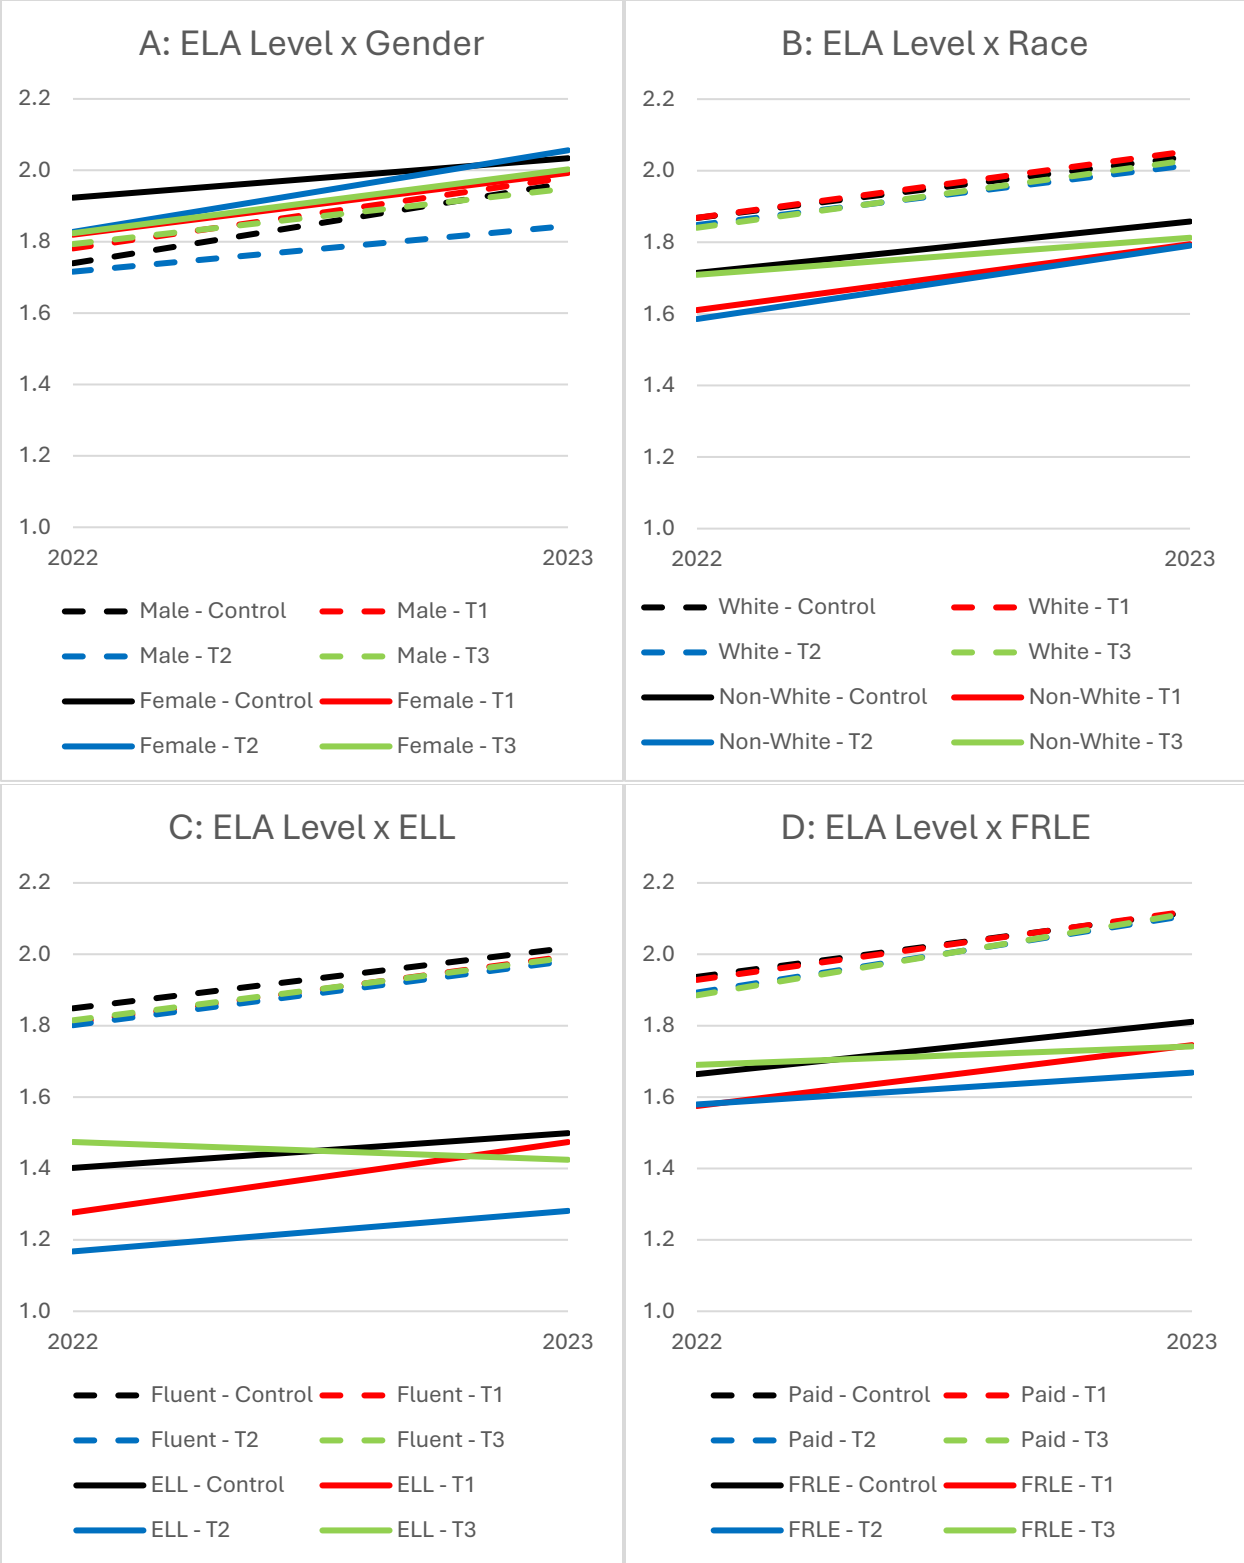 A: ELA Level x Gender
2.2
2.0
1.8
1.6
1.4
1.2
1.0
2022 2023
Male - Control Male - T1
Male - T2 Male - T3
Female - Control Female - T1
Female - T2 Female - T3
B: ELA Level x Race
2.2
2.0
1.8
1.6
1.4
1.2
1.0
2022 2023
White - Control White - T1
White - T2 White - T3
Non-White - Control Non-White - T1
Non-White - T2 Non-White - T3
C: ELA Level x ELL
2.2
2.0
1.8
1.6
1.4
1.2
1.0
2022 2023
Fluent - Control Fluent - T1
Fluent - T2 Fluent - T3
ELL - Control ELL - T1
ELL - T2 ELL - T3
D: ELA Level x FRLE
2.2
2.0
1.8
1.6
1.4
1.2
1.0
2022 2023
Paid - Control Paid - T1
Paid - T2 Paid - T3
FRLE - Control FRLE - T1
FRLE - T2 FRLE - T3